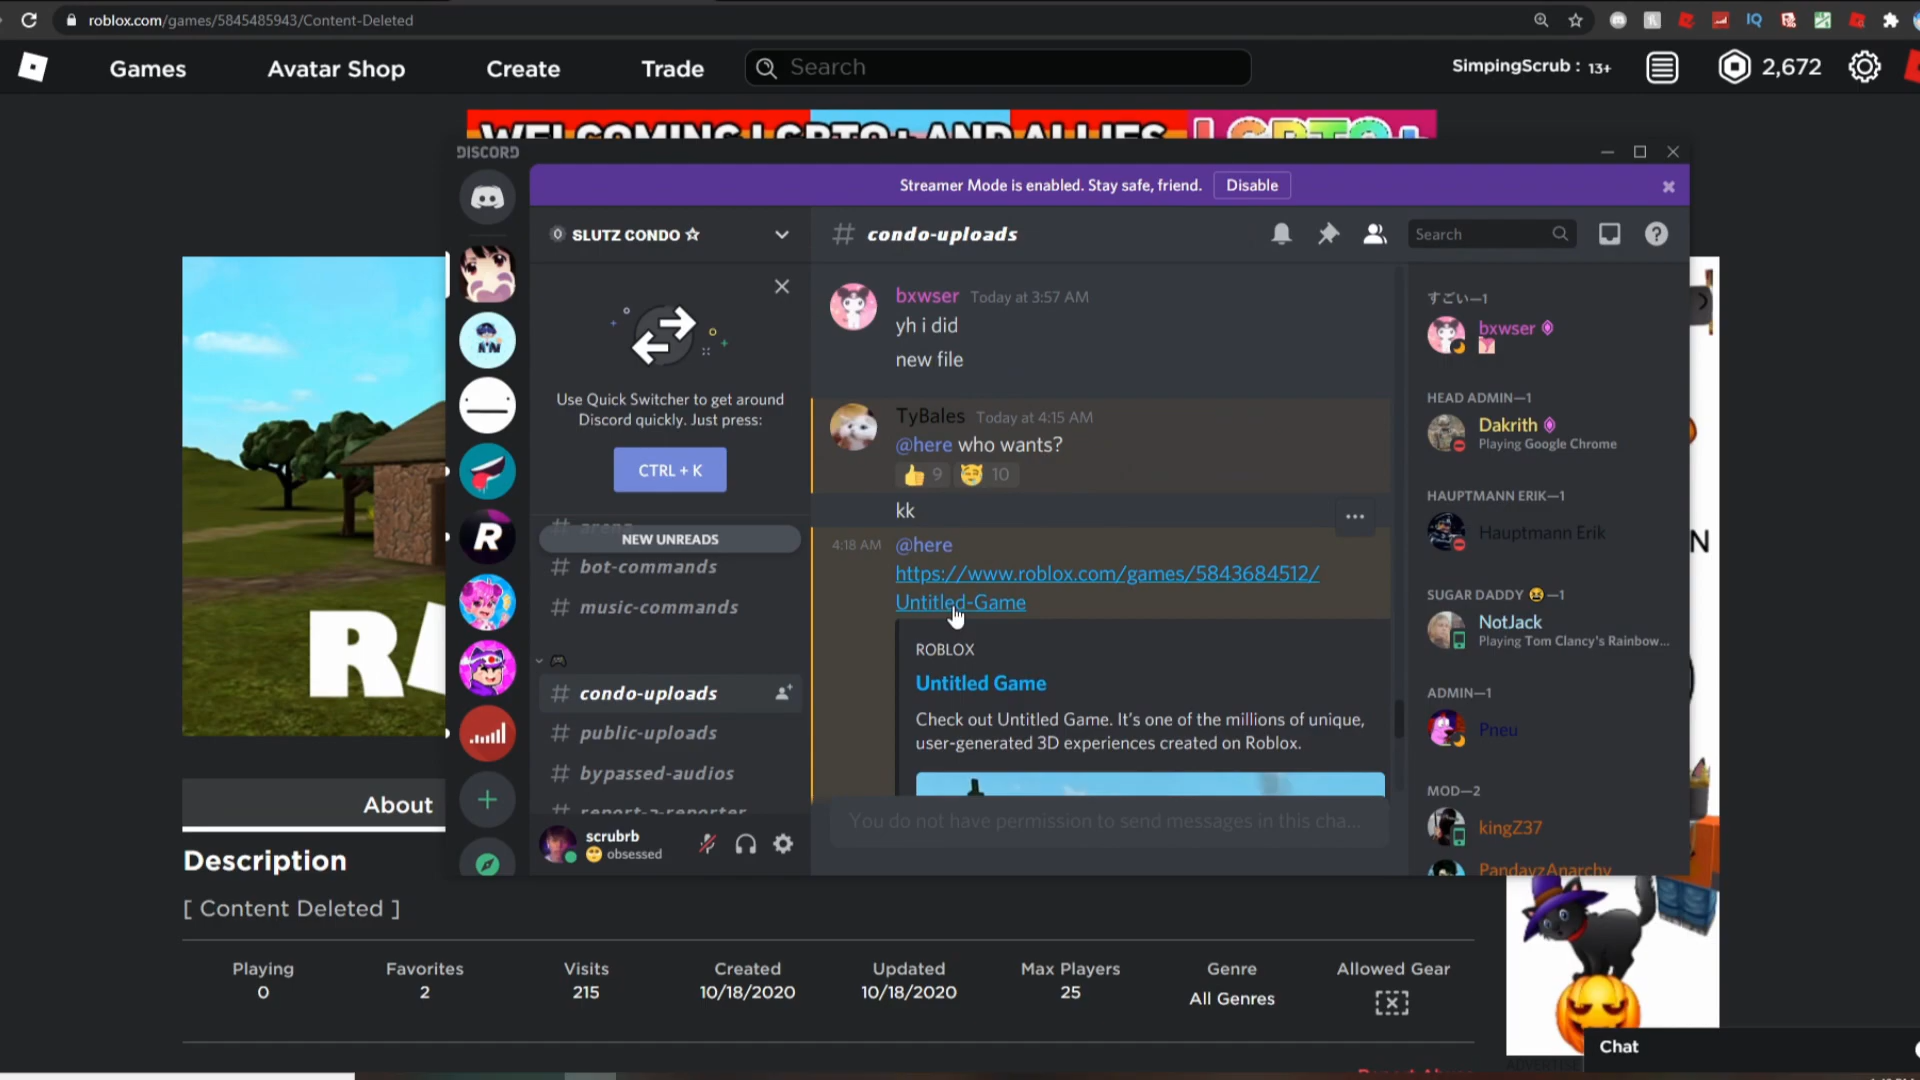 roblox.com/games/5845485943/Content-Deleted
Games
Avatar Shop
Create
Trade
Search
SimpingScrub : 13+
2,672
WELCOMING LGBTQ+ AND ALLIES
LGBTQ+
DISCORD
Streamer Mode is enabled. Stay safe, friend.
Disable
SLUTZ CONDO ☆
# condo-uploads
Search
Use Quick Switcher to get around
Discord quickly. Just press:
CTRL + K
NEW UNREADS
# bot-commands
# music-commands
# condo-uploads
# public-uploads
# bypassed-audios
# report-a-reporter
scrubrb
obsessed
bxwser Today at 3:57 AM
yh i did
new file
TyBales Today at 4:15 AM
@here who wants?
👍 9 10
kk
4:18 AM @here
https://www.roblox.com/games/5843684512/
Untitled-Game
ROBLOX
Untitled Game
Check out Untitled Game. It's one of the millions of unique,
user-generated 3D experiences created on Roblox.
You do not have permission to send messages in this cha...
すごい—1
bxwser
HEAD ADMIN—1
Dakrith
Playing Google Chrome
HAUPTMANN ERIK—1
Hauptmann Erik
SUGAR DADDY —1
NotJack
Playing Tom Clancy's Rainbow...
ADMIN—1
Pneu
MOD—2
kingZ37
PandayzAnarchy
R
N
About
Description
[ Content Deleted ]
Playing
0
Favorites
2
Visits
215
Created
10/18/2020
Updated
10/18/2020
Max Players
25
Genre
All Genres
Allowed Gear
Chat